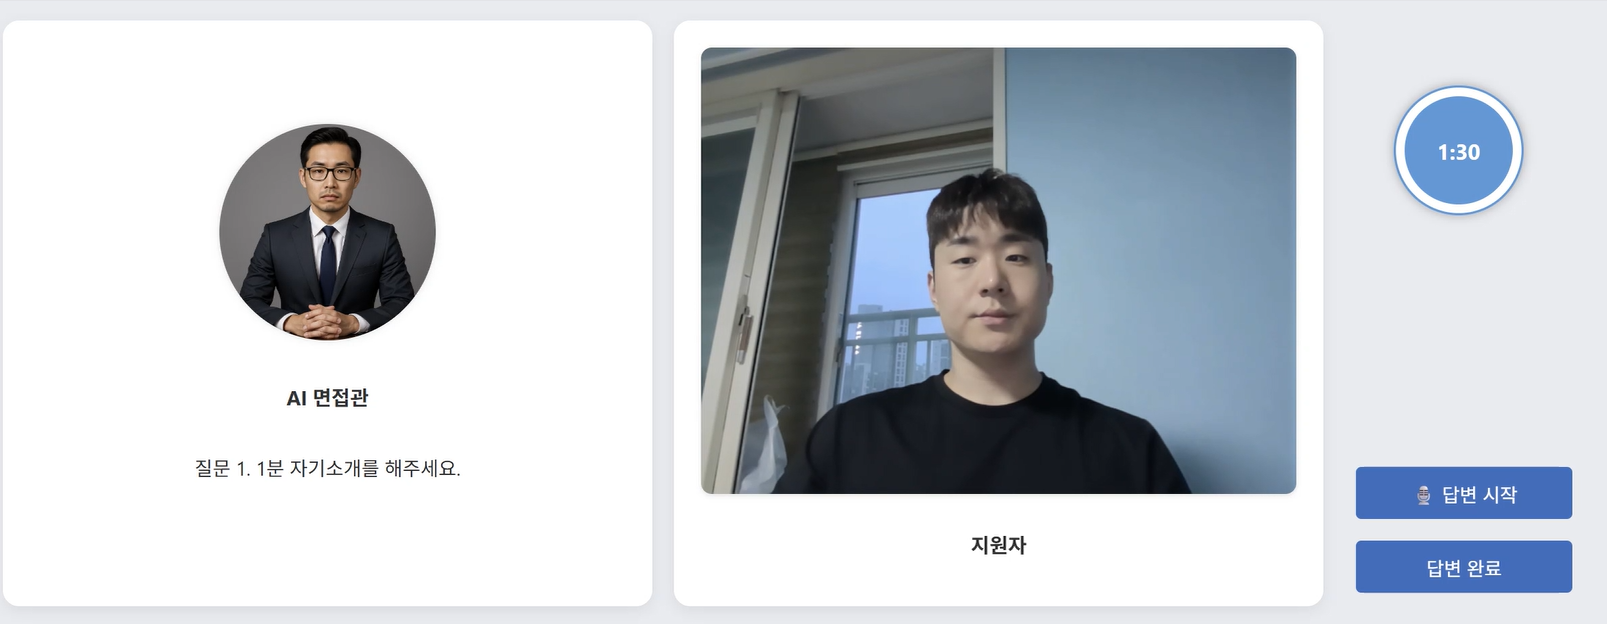 AI 면접관
질문 1. 1분 자기소개를 해주세요.
지원자
1:30
답변 시작
답변 완료